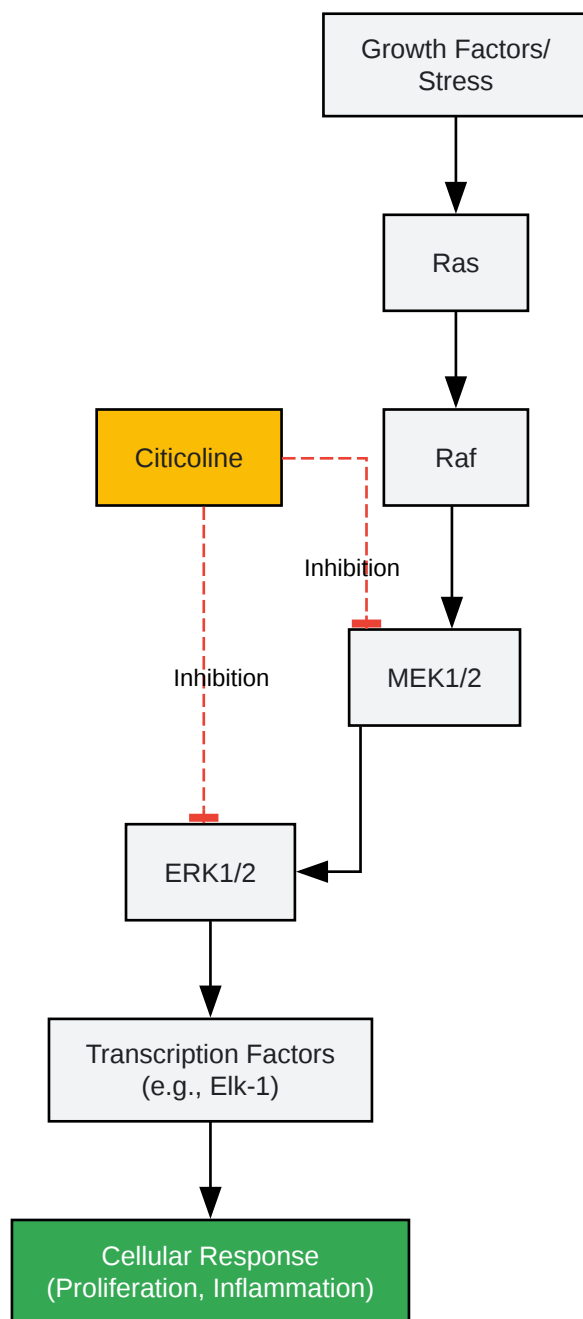 Growth Factors/
Stress
Ras
Citicoline
Raf
Inhibition
Inhibition
MEK1/2
ERK1/2
Transcription Factors
(e.g., Elk-1)
Cellular Response
(Proliferation, Inflammation)